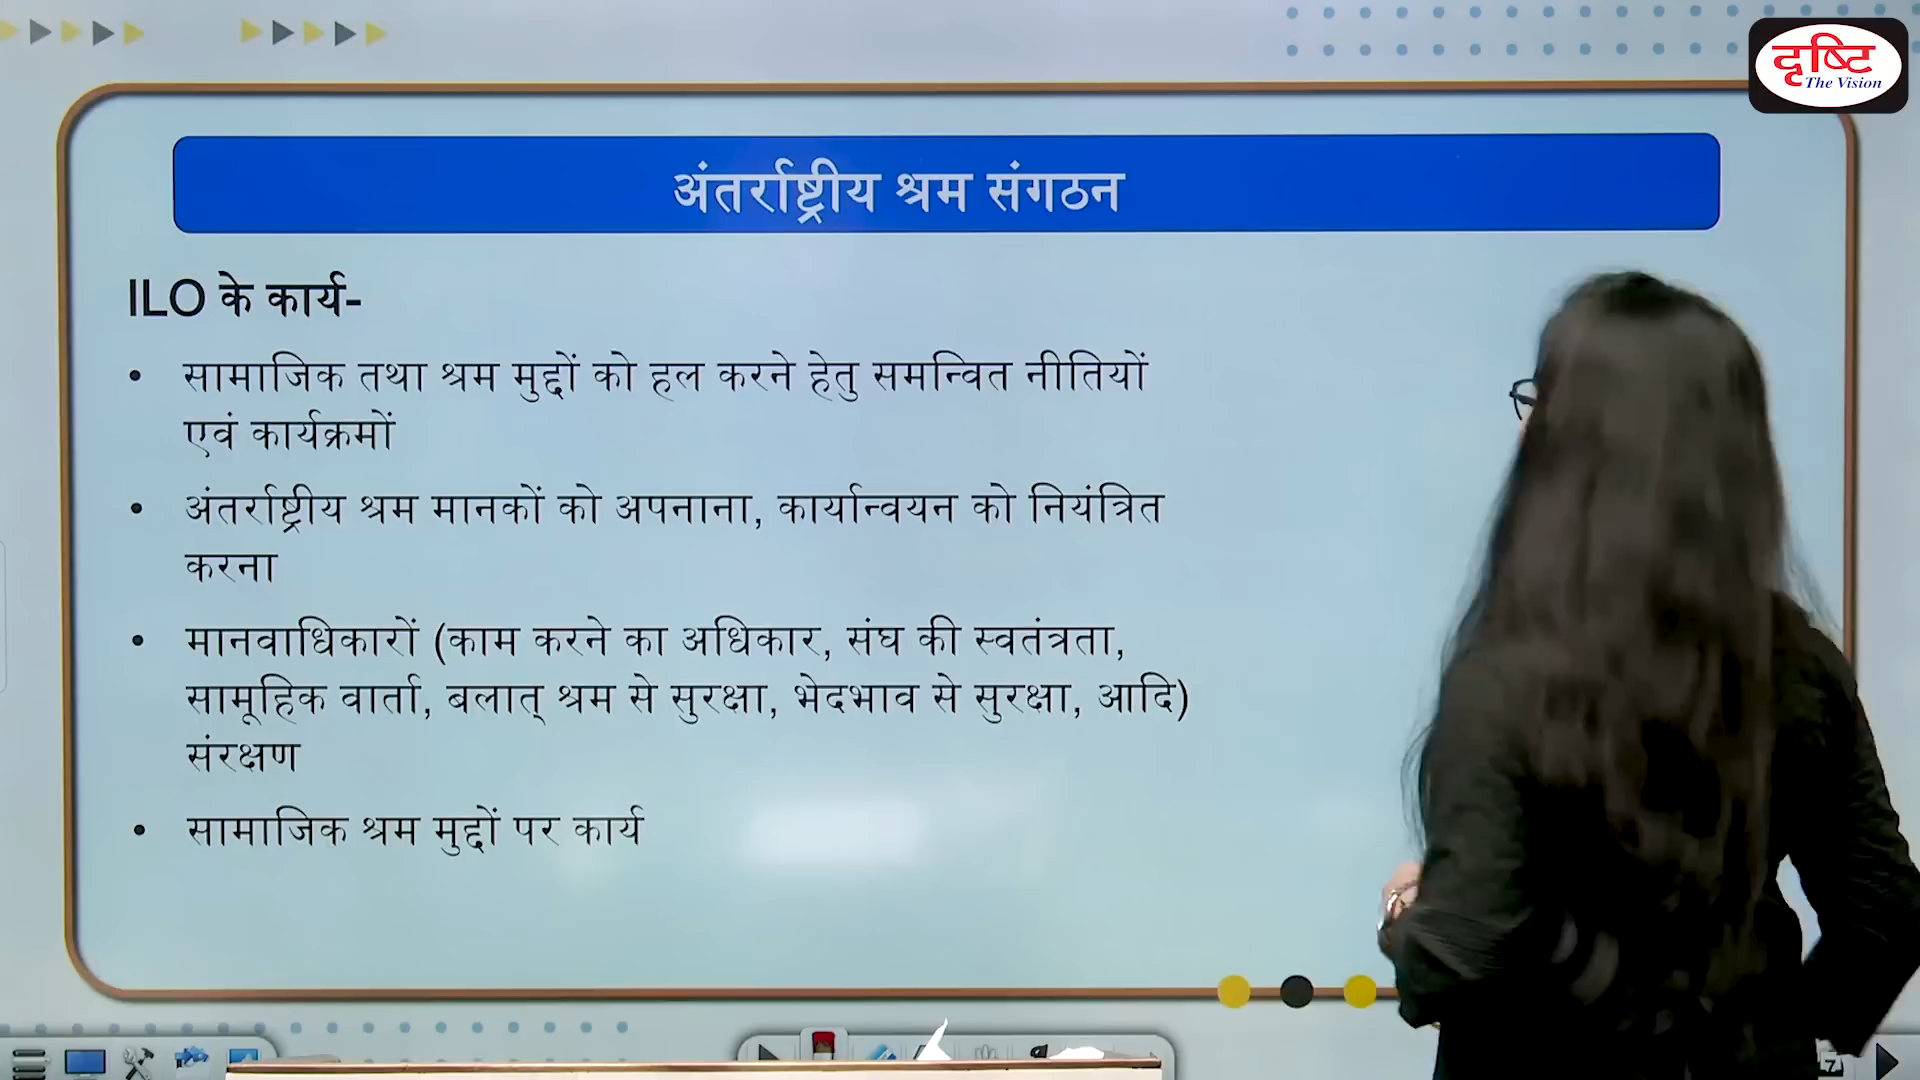 दृष्टि
The Vision
अंतर्राष्ट्रीय श्रम संगठन
ILO के कार्य-
• सामाजिक तथा श्रम मुद्दों को हल करने हेतु समन्वित नीतियों
एवं कार्यक्रमों
• अंतर्राष्ट्रीय श्रम मानकों को अपनाना, कार्यान्वयन को नियंत्रित
करना
• मानवाधिकारों (काम करने का अधिकार, संघ की स्वतंत्रता,
सामूहिक वार्ता, बलात् श्रम से सुरक्षा, भेदभाव से सुरक्षा, आदि)
संरक्षण
• सामाजिक श्रम मुद्दों पर कार्य